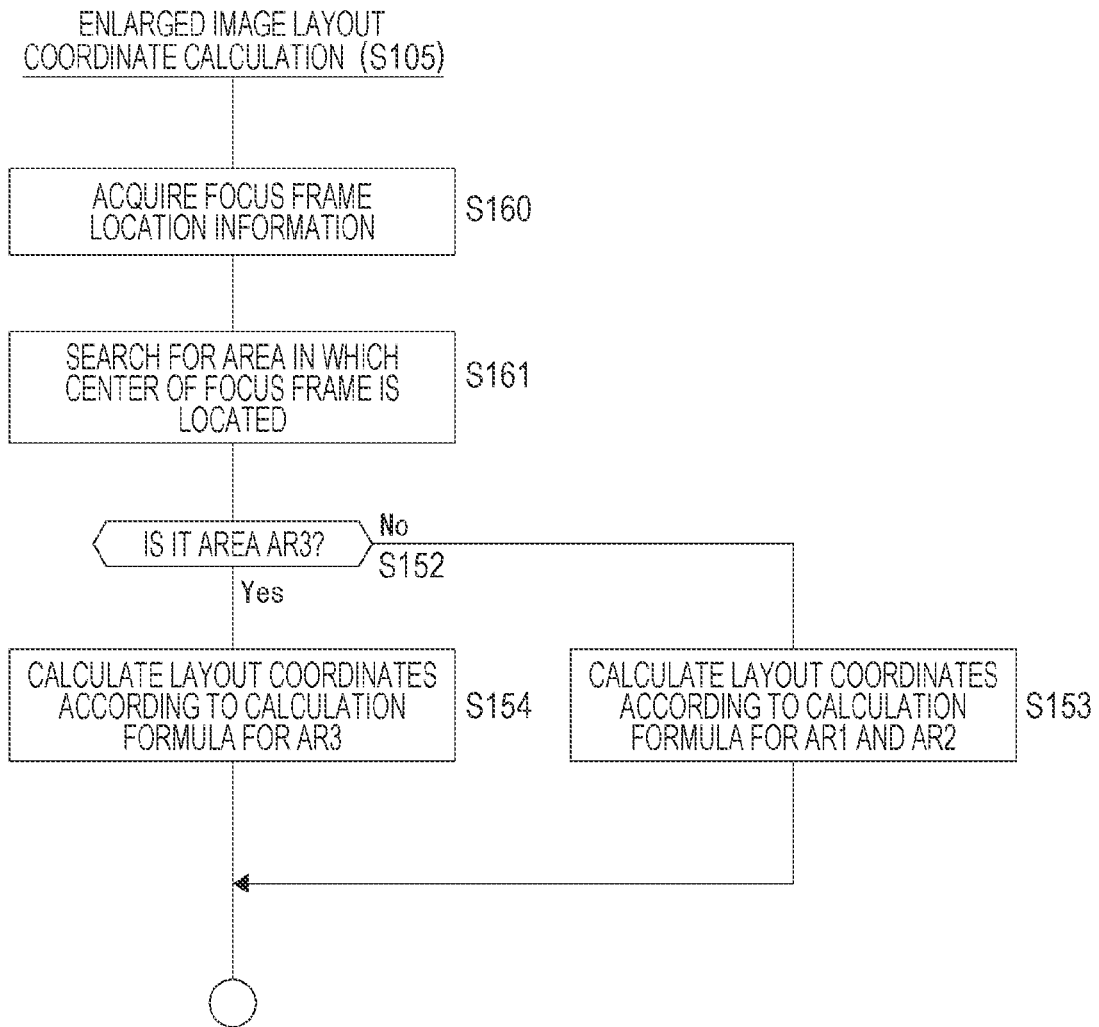 ENLARGED IMAGE LAYOUT
COORDINATE CALCULATION (S105)
ACQUIRE FOCUS FRAME
LOCATION INFORMATION
S160
SEARCH FOR AREA IN WHICH
CENTER OF FOCUS FRAME IS
LOCATED
S161
IS IT AREA AR3?
No
S152
Yes
CALCULATE LAYOUT COORDINATES
ACCORDING TO CALCULATION
FORMULA FOR AR3
S154
CALCULATE LAYOUT COORDINATES
ACCORDING TO CALCULATION
FORMULA FOR AR1 AND AR2
S153